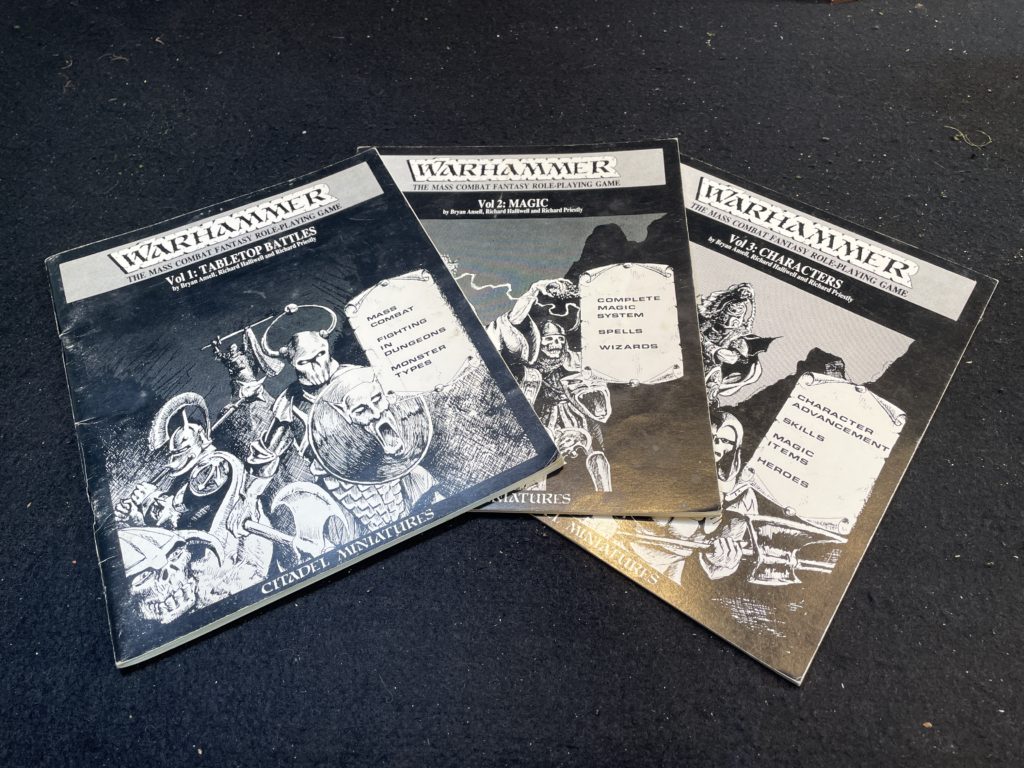 WARHAMMER
THE MASS COMBAT FANTASY ROLE-PLAYING GAME
Vol 1: TABLETOP BATTLES
by Bryan Ansell, Richard Halliwell and Richard Priestly
MASS
COMBAT
FIGHTING
IN
DUNGEONS
MONSTER
TYPES
CITADEL MINIATURES
WARHAMMER
THE MASS COMBAT FANTASY ROLE-PLAYING GAME
Vol 2: MAGIC
by Bryan Ansell, Richard Halliwell and Richard Priestly
COMPLETE
MAGIC
SYSTEM
SPELLS
WIZARDS
NIATURES
WARHAMMER
THE MASS COMBAT FANTASY ROLE-PLAYING GAME
Vol 3: CHARACTERS
by Bryan Ansell, Richard Halliwell and Richard Priestly
CHARACTER
ADVANCEMENT
SKILLS
MAGIC
ITEMS
HEROES
MINIATURES